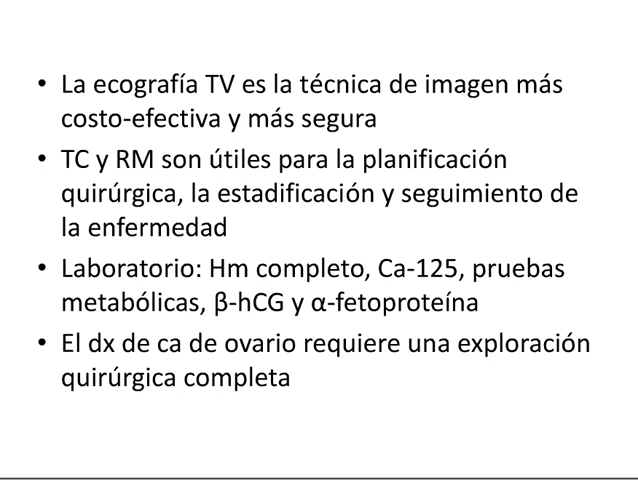 • La ecografía TV es la técnica de imagen más
costo-efectiva y más segura
• TC y RM son útiles para la planificación
quirúrgica, la estadificación y seguimiento de
la enfermedad
• Laboratorio: Hm completo, Ca-125, pruebas
metabólicas, β-hCG y α-fetoproteína
• El dx de ca de ovario requiere una exploración
quirúrgica completa